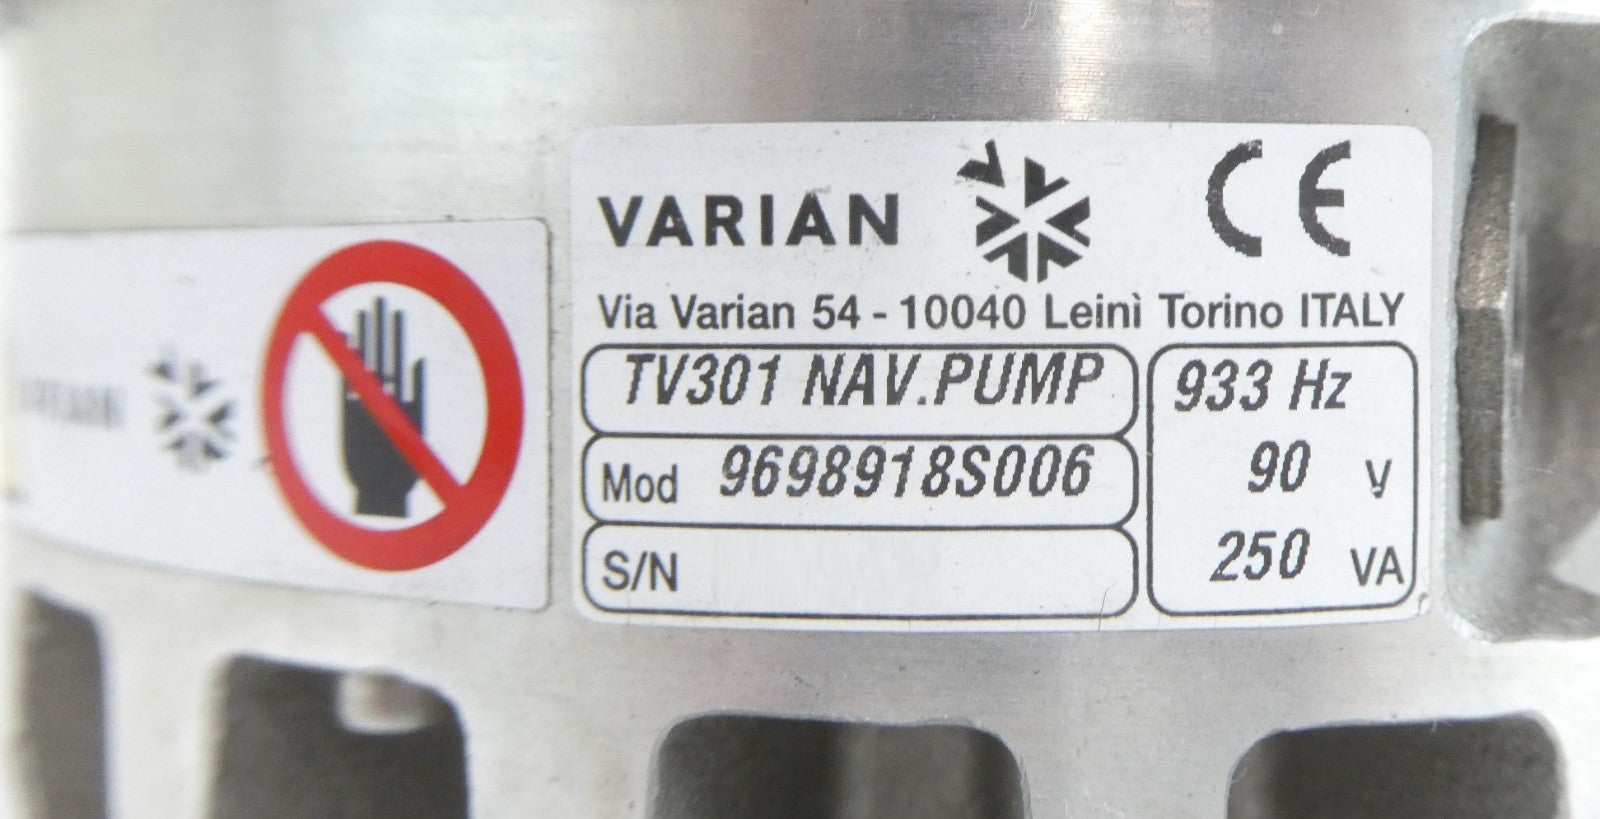 VARIAN
CE
Via Varian 54 - 10040 Leinì Torino ITALY
TV301 NAV.PUMP
933 Hz
Mod 9698918S006
90 V
S/N
250 VA